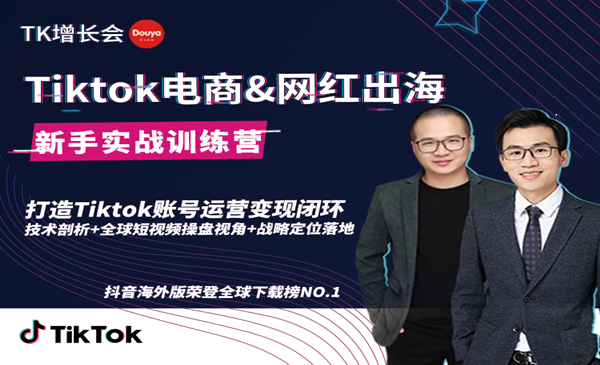 TK增长会 Douya
Tiktok电商&网红出海
新手实战训练营
打造Tiktok账号运营变现闭环
技术剖析+全球短视频操盘视角+战略定位落地
抖音海外版荣登全球下载榜NO.1
TikTok